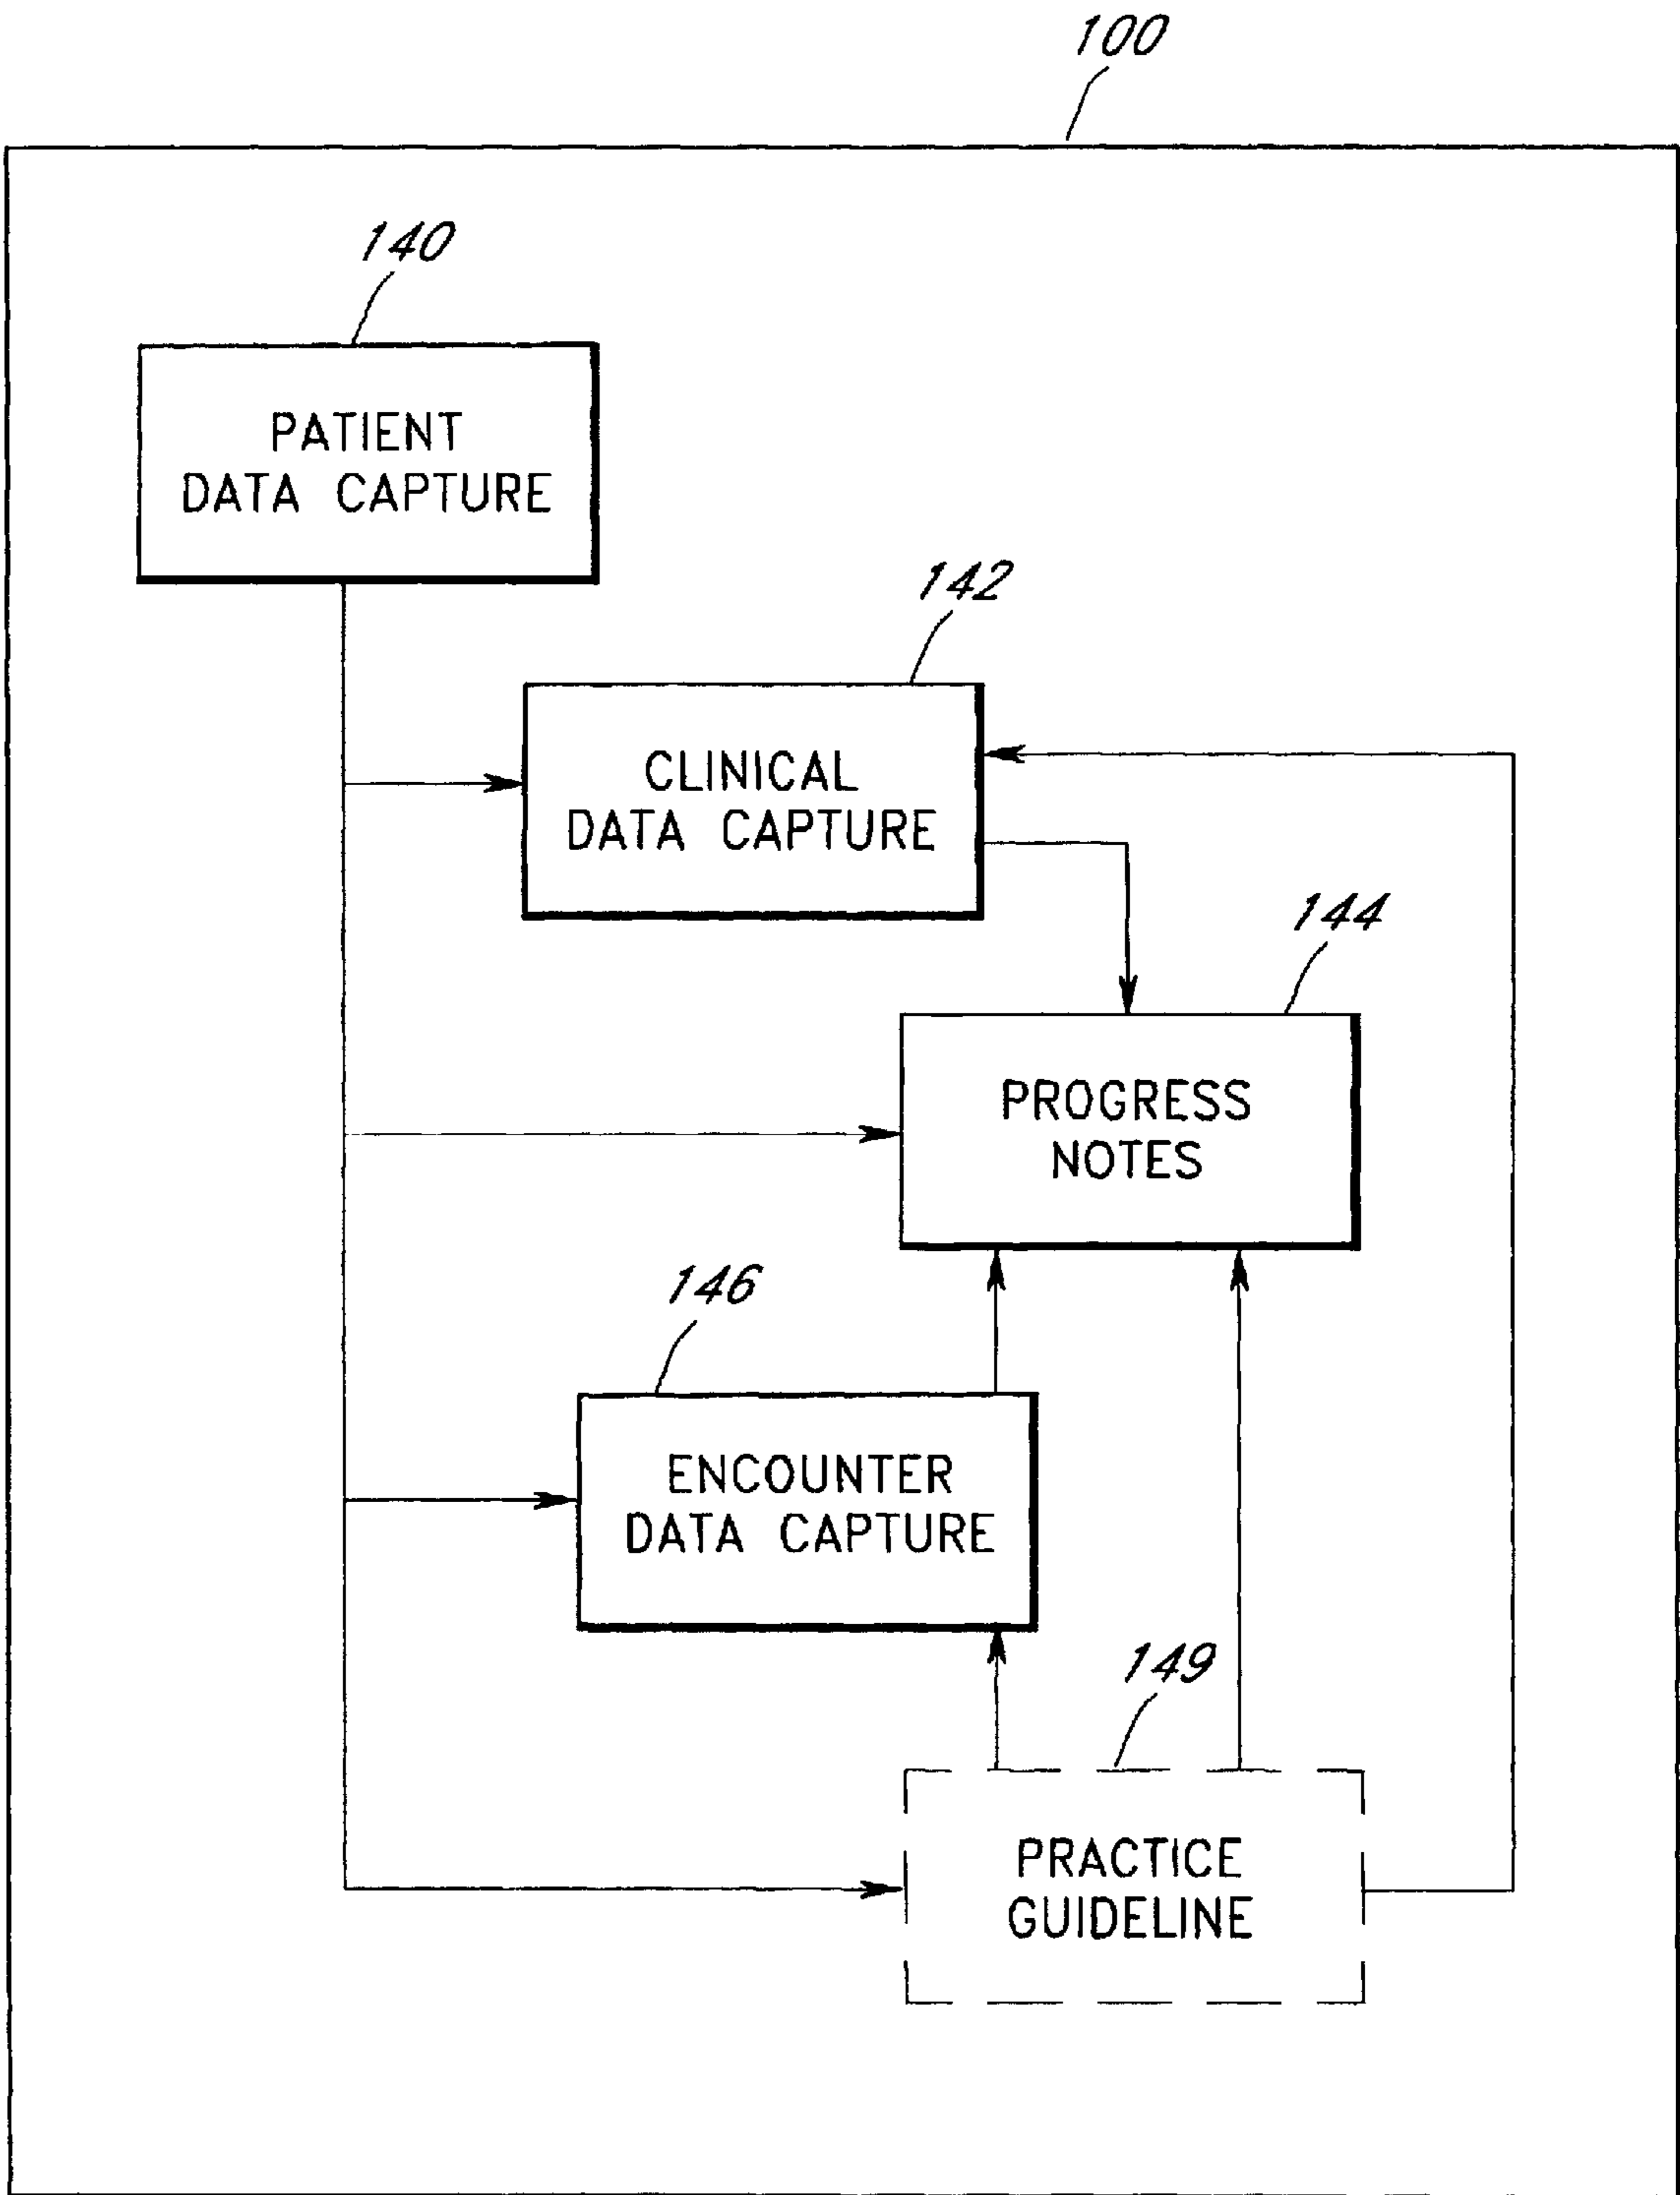 100
140
PATIENT
DATA CAPTURE
142
CLINICAL
DATA CAPTURE
144
PROGRESS
NOTES
146
ENCOUNTER
DATA CAPTURE
149
PRACTICE
GUIDELINE